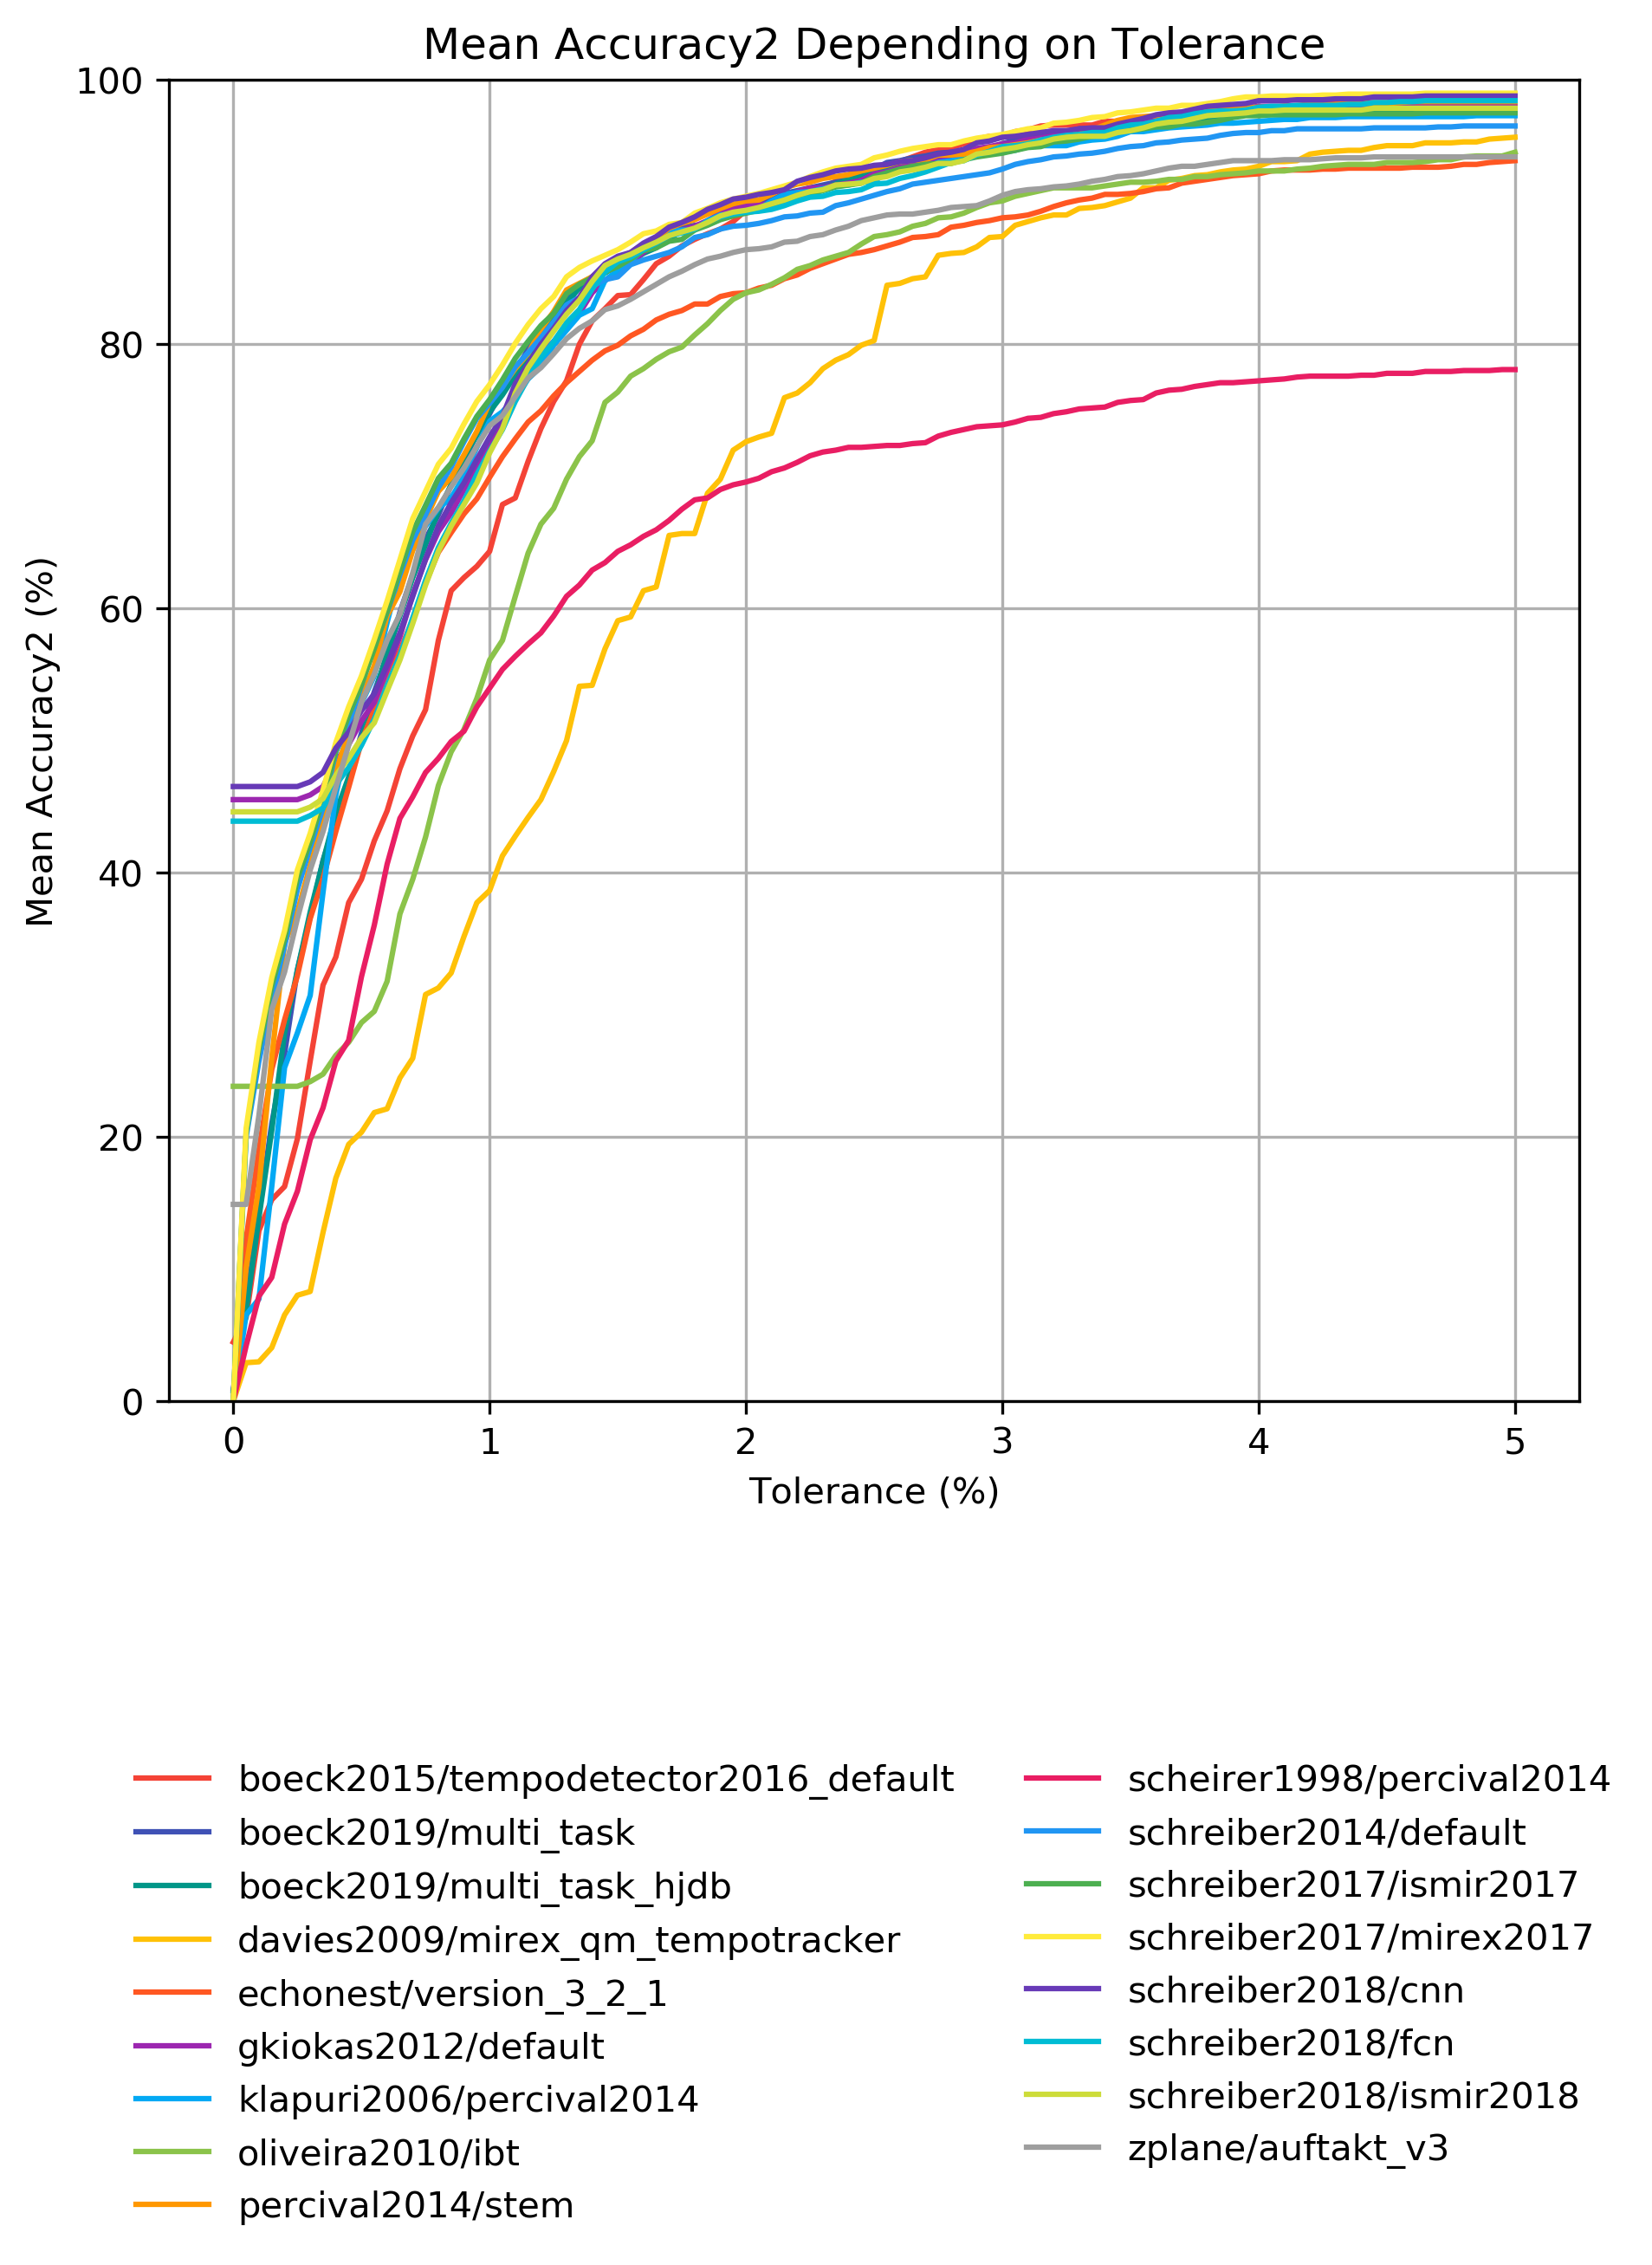 Mean Accuracy2 Depending on Tolerance
Mean Accuracy2 (%)
100
80
60
40
20
0
0 1 2 3 4 5
Tolerance (%)
boeck2015/tempodetector2016_default
boeck2019/multi_task
boeck2019/multi_task_hjdb
davies2009/mirex_qm_tempotracker
echonest/version_3_2_1
gkiokas2012/default
klapuri2006/percival2014
oliveira2010/ibt
percival2014/stem
scheirer1998/percival2014
schreiber2014/default
schreiber2017/ismir2017
schreiber2017/mirex2017
schreiber2018/cnn
schreiber2018/fcn
schreiber2018/ismir2018
zplane/auftakt_v3